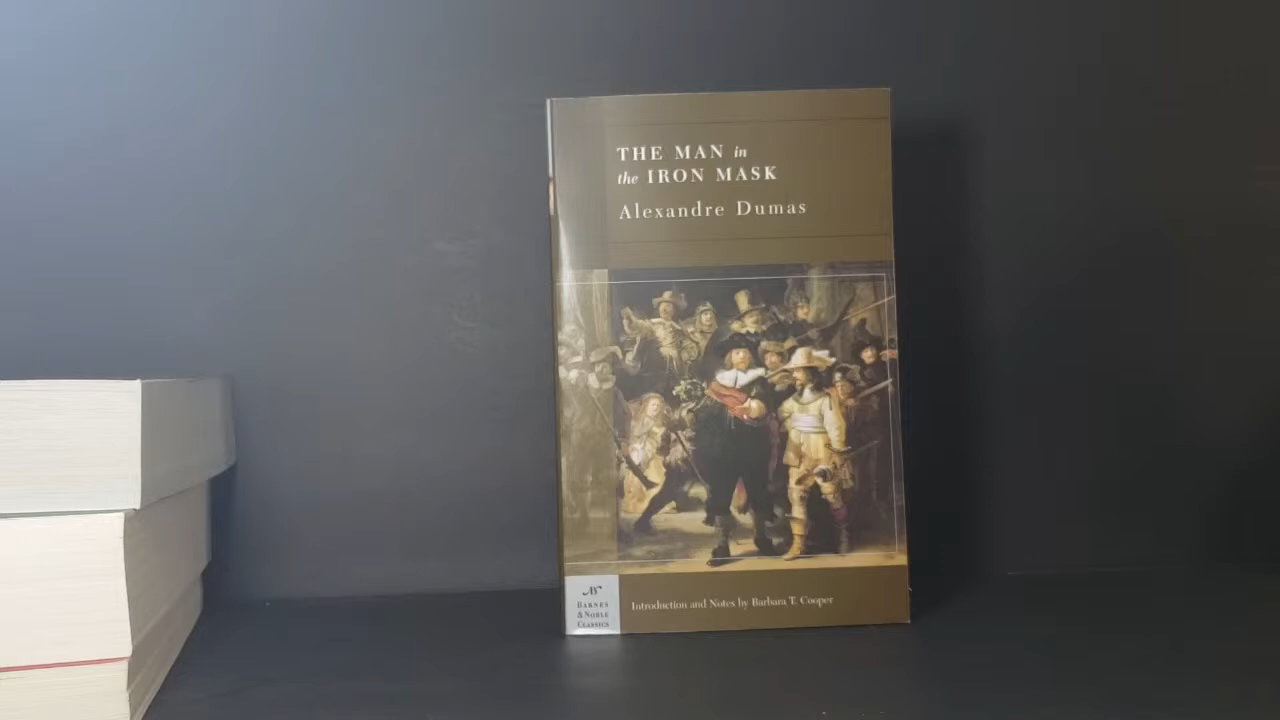 THE MAN in
the IRON MASK
Alexandre Dumas
BARNES
& NOBLE
CLASSICS
Introduction and Notes by Barbara T. Cooper